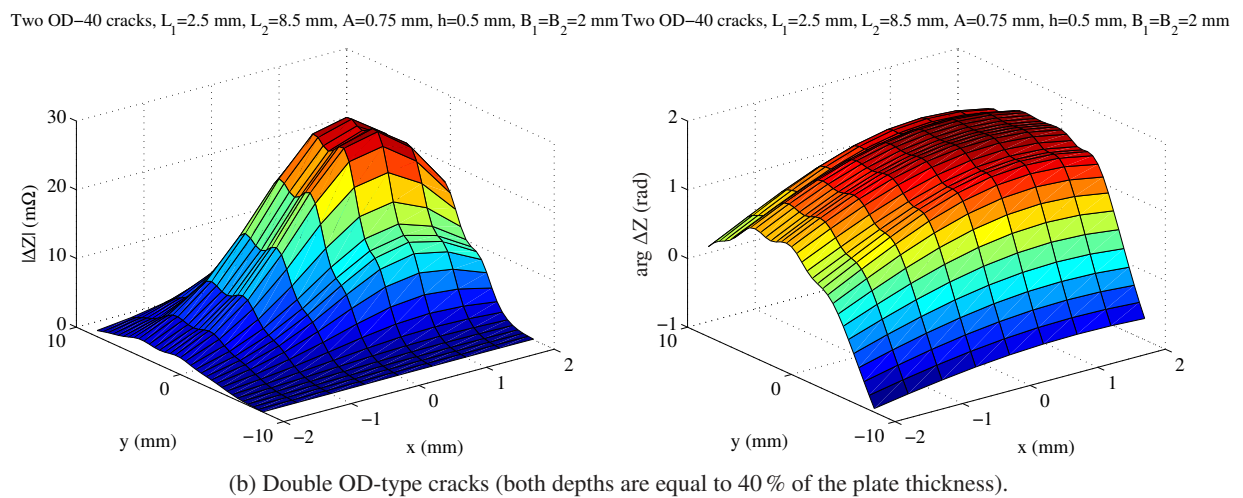 Two OD−40 cracks, L₁=2.5 mm, L₂=8.5 mm, A=0.75 mm, h=0.5 mm, B₁=B₂=2 mm
30
20
10
0
|ΔZ| (mΩ)
10
0
−10
y (mm)
−2
−1
0
1
2
x (mm)
Two OD−40 cracks, L₁=2.5 mm, L₂=8.5 mm, A=0.75 mm, h=0.5 mm, B₁=B₂=2 mm
2
1
0
−1
arg ΔZ (rad)
10
0
−10
y (mm)
−2
−1
0
1
2
x (mm)
(b) Double OD-type cracks (both depths are equal to 40 % of the plate thickness).